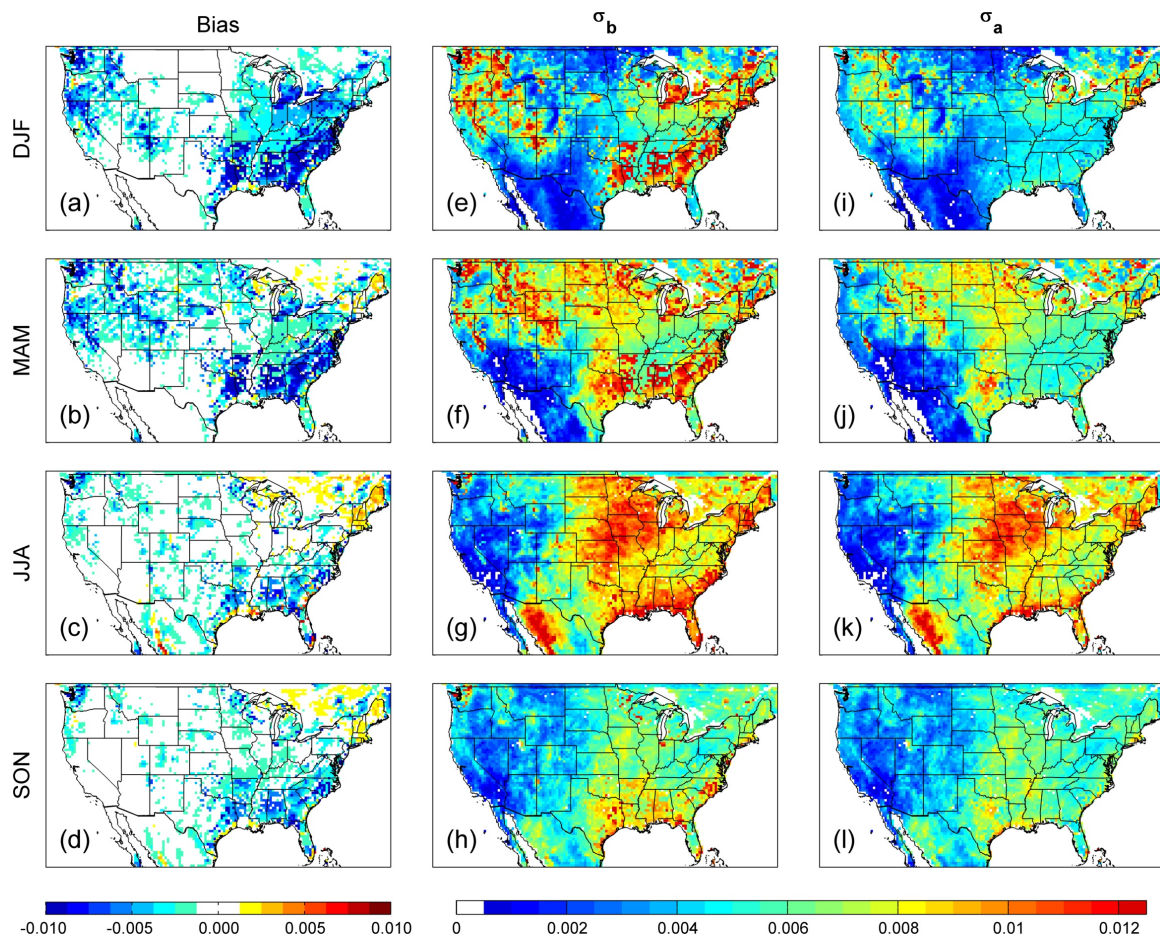 Bias σb σa
DJF
(a) (e) (i)
MAM
(b) (f) (j)
JJA
(c) (g) (k)
SON
(d) (h) (l)
-0.010 -0.005 0.000 0.005 0.010 0 0.002 0.004 0.006 0.008 0.01 0.012